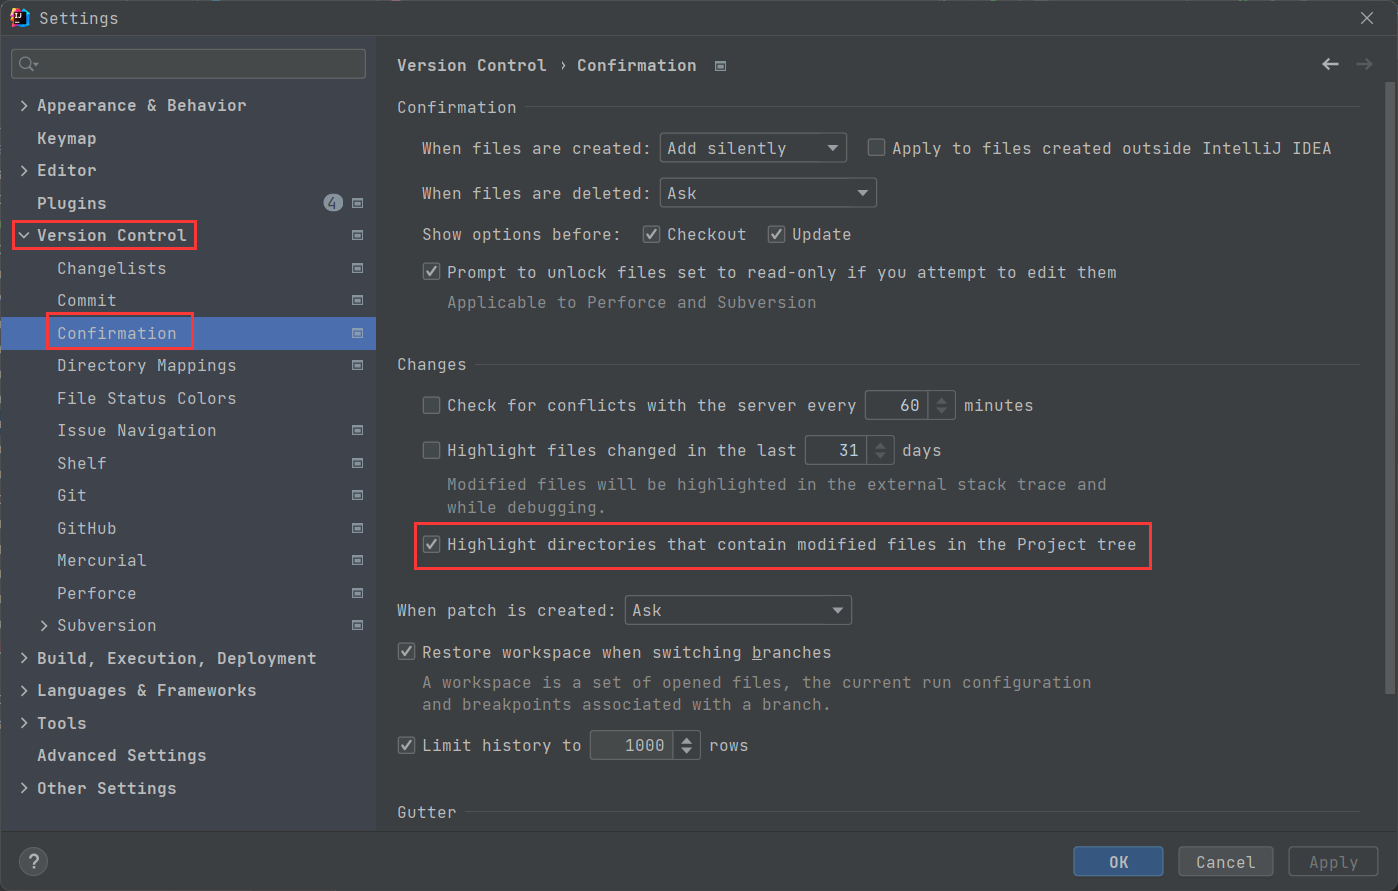 Settings
Appearance & Behavior
Keymap
Editor
Plugins 4
Version Control
Changelists
Commit
Confirmation
Directory Mappings
File Status Colors
Issue Navigation
Shelf
Git
GitHub
Mercurial
Perforce
Subversion
Build, Execution, Deployment
Languages & Frameworks
Tools
Advanced Settings
Other Settings
Version Control › Confirmation
Confirmation
When files are created: Add silently Apply to files created outside IntelliJ IDEA
When files are deleted: Ask
Show options before: Checkout Update
Prompt to unlock files set to read-only if you attempt to edit them
Applicable to Perforce and Subversion
Changes
Check for conflicts with the server every 60 minutes
Highlight files changed in the last 31 days
Modified files will be highlighted in the external stack trace and
while debugging.
Highlight directories that contain modified files in the Project tree
When patch is created: Ask
Restore workspace when switching branches
A workspace is a set of opened files, the current run configuration
and breakpoints associated with a branch.
Limit history to 1000 rows
Gutter
? OK Cancel Apply